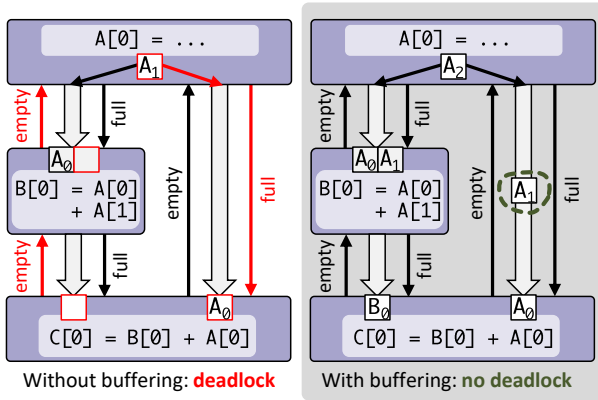 A[0] = ...
A₁
empty
full
empty
full
A₀
B[0] = A[0]
+ A[1]
empty
full
A₀
C[0] = B[0] + A[0]
Without buffering: deadlock
A[0] = ...
A₂
empty
full
empty
full
A₀ A₁
B[0] = A[0]
+ A[1]
A₁
empty
full
B₀
A₀
C[0] = B[0] + A[0]
With buffering: no deadlock